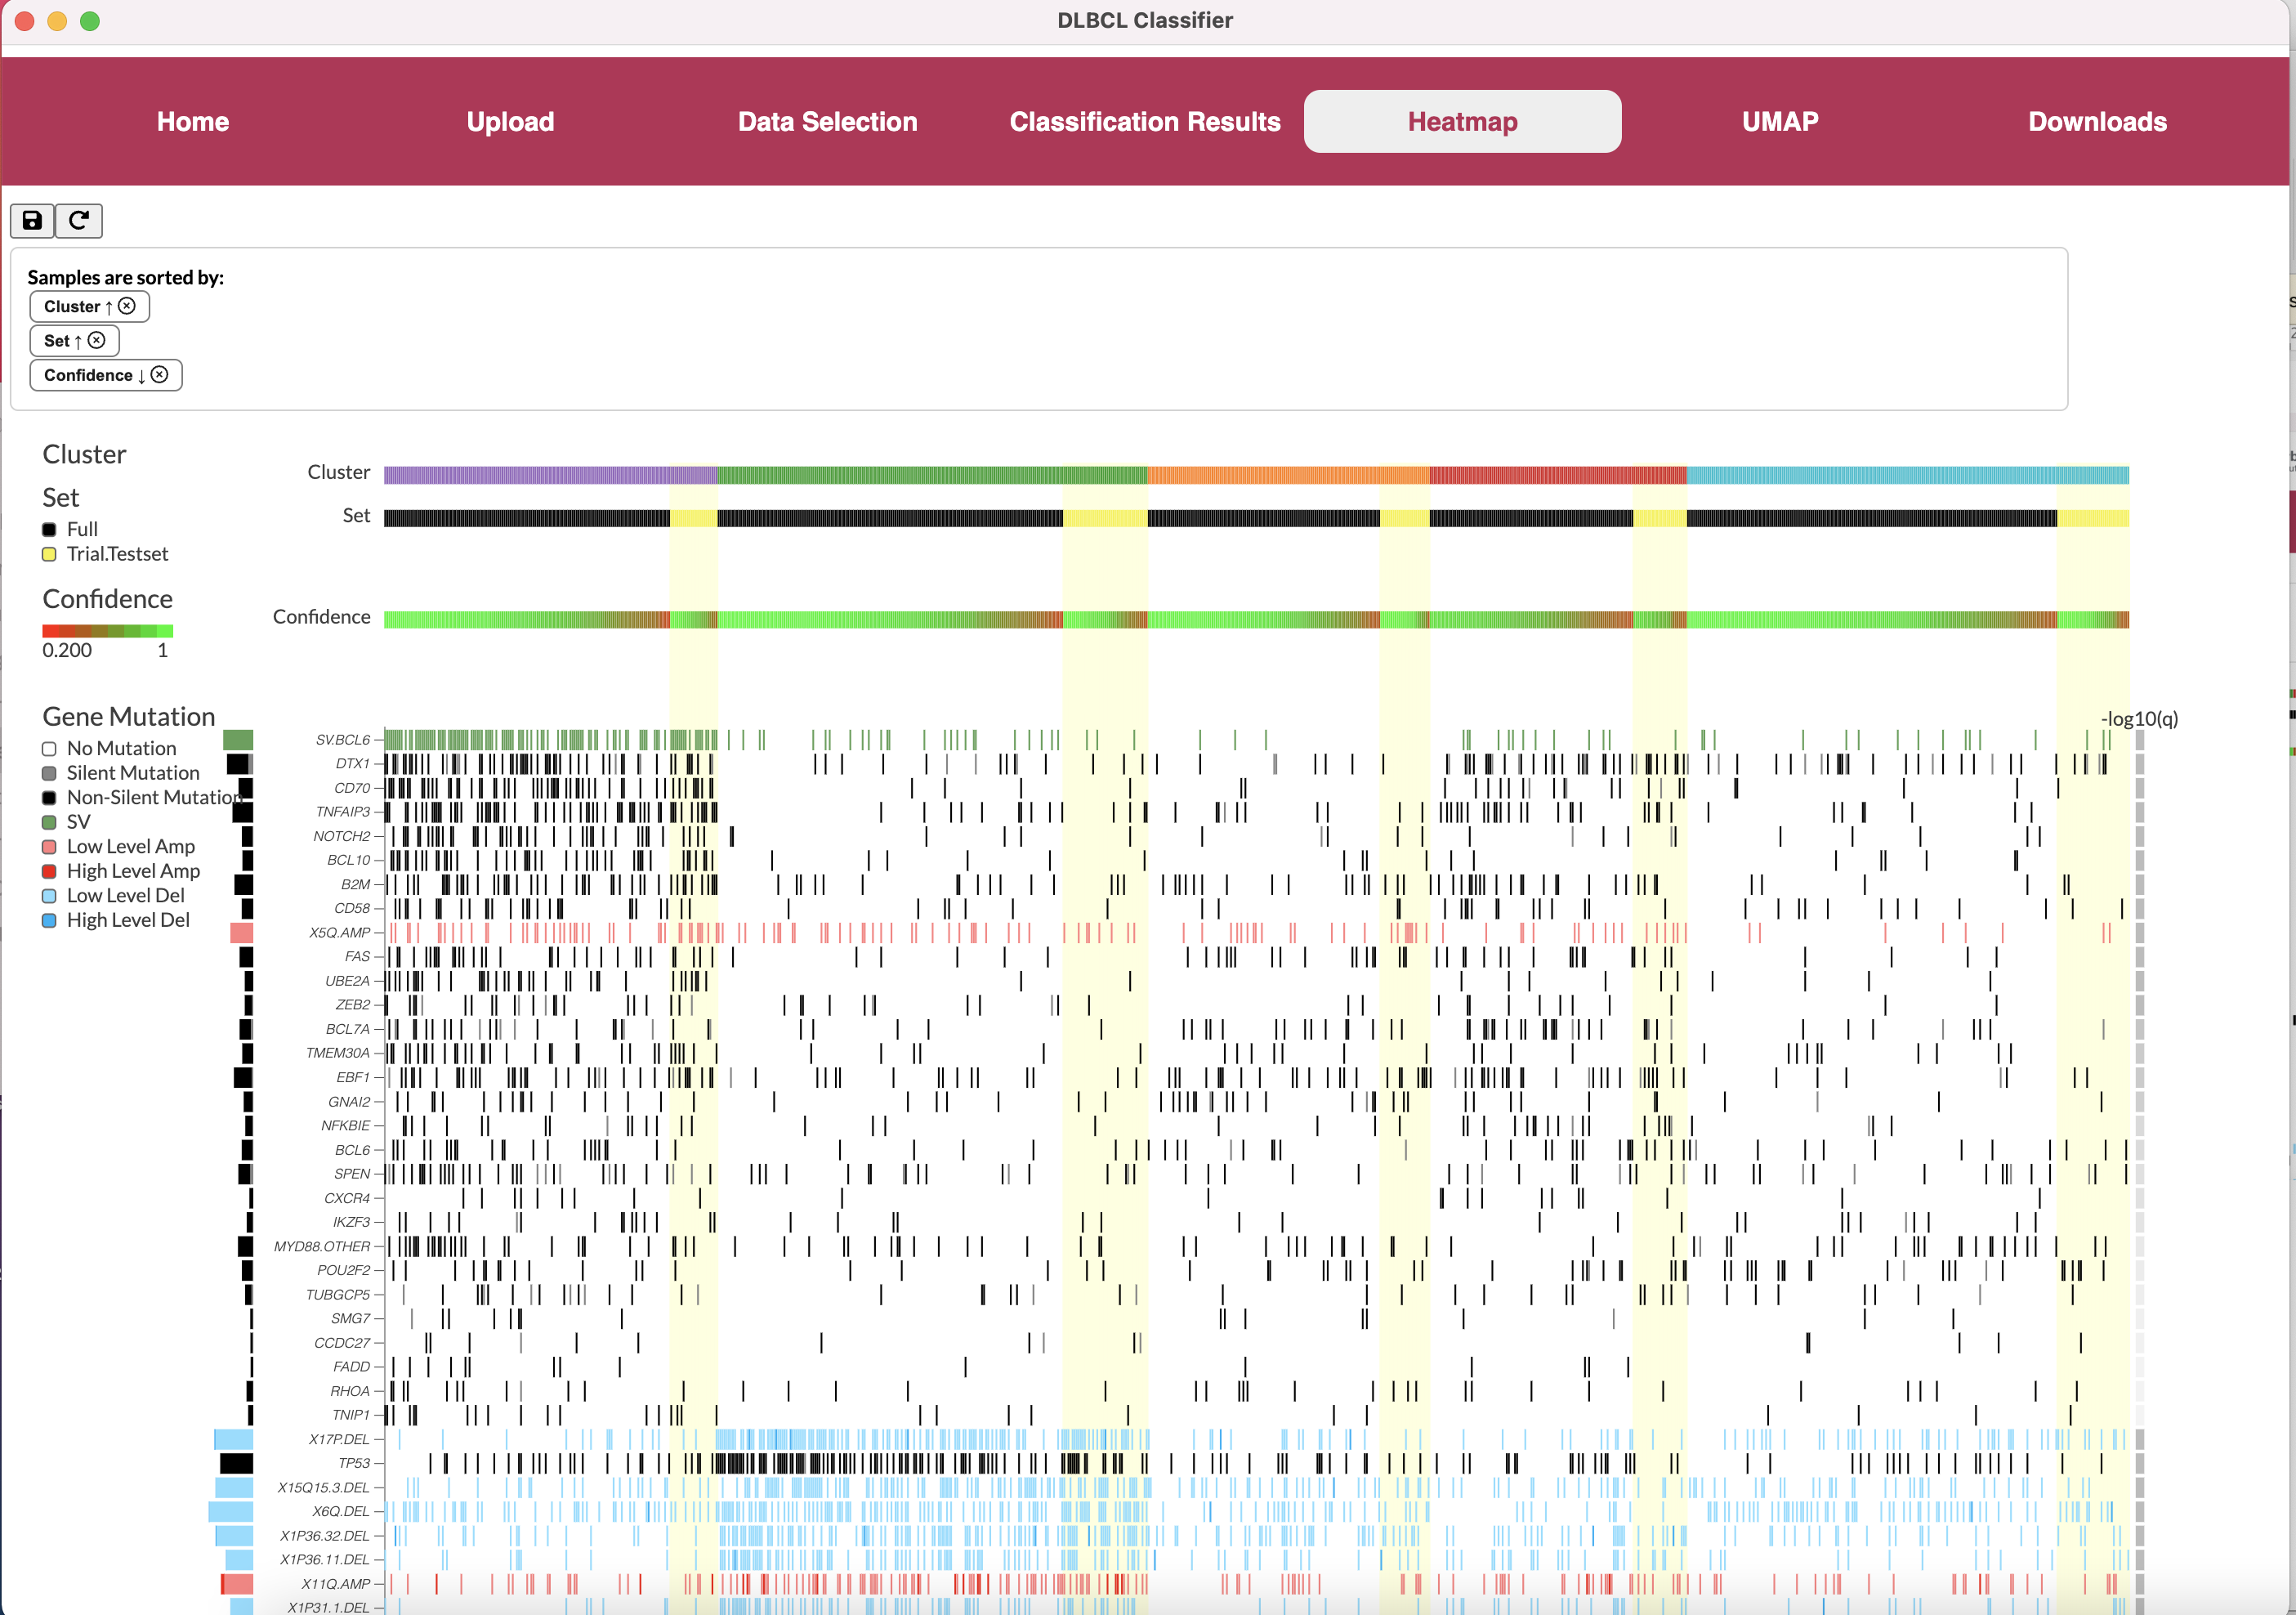 DLBCL Classifier
Home Upload Data Selection Classification Results Heatmap UMAP Downloads
Samples are sorted by:
Cluster ↑
Set ↑
Confidence ↓
Cluster
Set
Full
Trial.Testset
Confidence
0.200 1
Gene Mutation
No Mutation
Silent Mutation
Non-Silent Mutation
SV
Low Level Amp
High Level Amp
Low Level Del
High Level Del
Cluster
Set
Confidence
-log10(q)
SV.BCL6
DTX1
CD70
TNFAIP3
NOTCH2
BCL10
B2M
CD58
X5Q.AMP
FAS
UBE2A
ZEB2
BCL7A
TMEM30A
EBF1
GNAI2
NFKBIE
BCL6
SPEN
CXCR4
IKZF3
MYD88.OTHER
POU2F2
TUBGCP5
SMG7
CCDC27
FADD
RHOA
TNIP1
X17P.DEL
TP53
X15Q15.3.DEL
X6Q.DEL
X1P36.32.DEL
X1P36.11.DEL
X11Q.AMP
X1P31.1.DEL